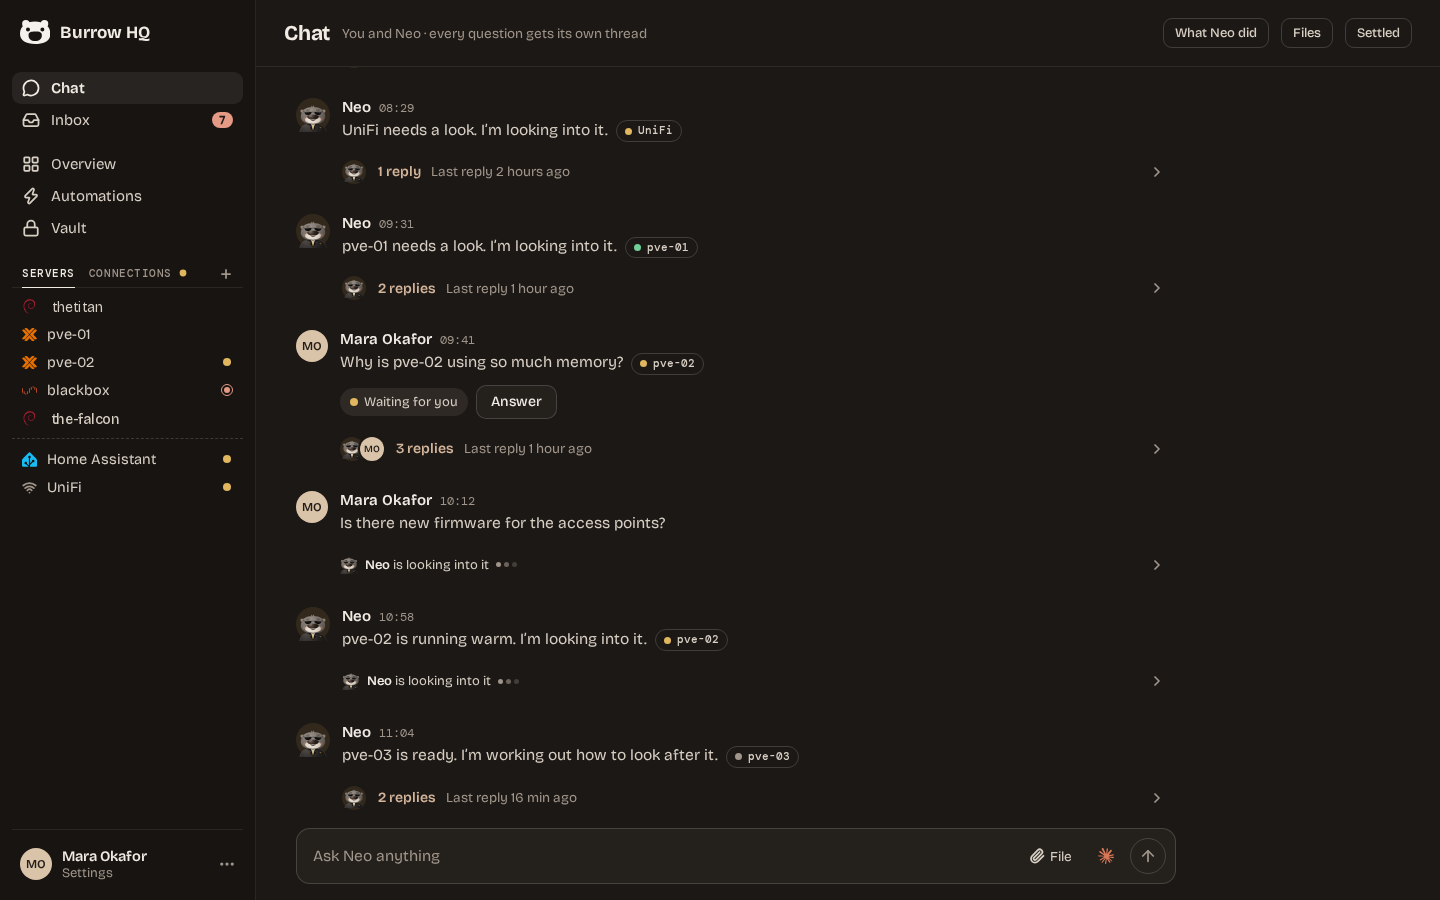 Burrow HQ
Chat
Inbox
7
Overview
Automations
Vault
SERVERS
CONNECTIONS
thetitan
pve-01
pve-02
blackbox
the-falcon
Home Assistant
UniFi
MO
Mara Okafor
Settings
Chat
You and Neo · every question gets its own thread
What Neo did
Files
Settled
Neo 08:29
UniFi needs a look. I'm looking into it. UniFi
1 reply Last reply 2 hours ago
Neo 09:31
pve-01 needs a look. I'm looking into it. pve-01
2 replies Last reply 1 hour ago
MO
Mara Okafor 09:41
Why is pve-02 using so much memory? pve-02
Waiting for you
Answer
MO
3 replies Last reply 1 hour ago
MO
Mara Okafor 10:12
Is there new firmware for the access points?
Neo is looking into it
Neo 10:58
pve-02 is running warm. I'm looking into it. pve-02
Neo is looking into it
Neo 11:04
pve-03 is ready. I'm working out how to look after it. pve-03
2 replies Last reply 16 min ago
Ask Neo anything
File